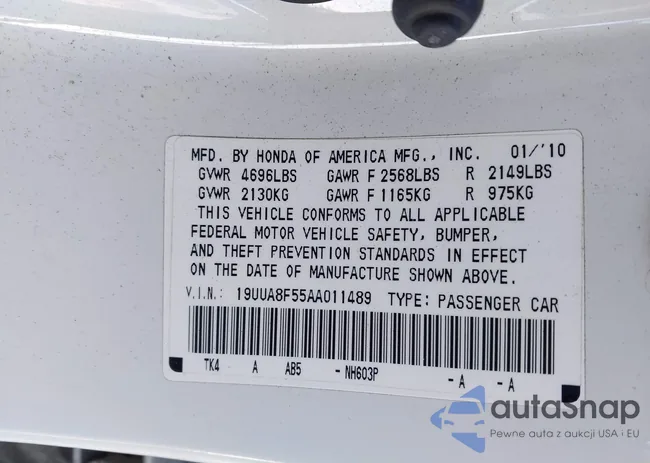 MFD. BY HONDA OF AMERICA MFG., INC. 01/'10
GVWR 4696LBS GAWR F 2568LBS R 2149LBS
GVWR 2130KG GAWR F 1165KG R 975KG
THIS VEHICLE CONFORMS TO ALL APPLICABLE
FEDERAL MOTOR VEHICLE SAFETY, BUMPER,
AND THEFT PREVENTION STANDARDS IN EFFECT
ON THE DATE OF MANUFACTURE SHOWN ABOVE.
V.I.N.: 19UUA8F55AA011489 TYPE: PASSENGER CAR
TK4 A AB5 -NH603P -A -A
autasnap
Pewne auta z aukcji USA i EU